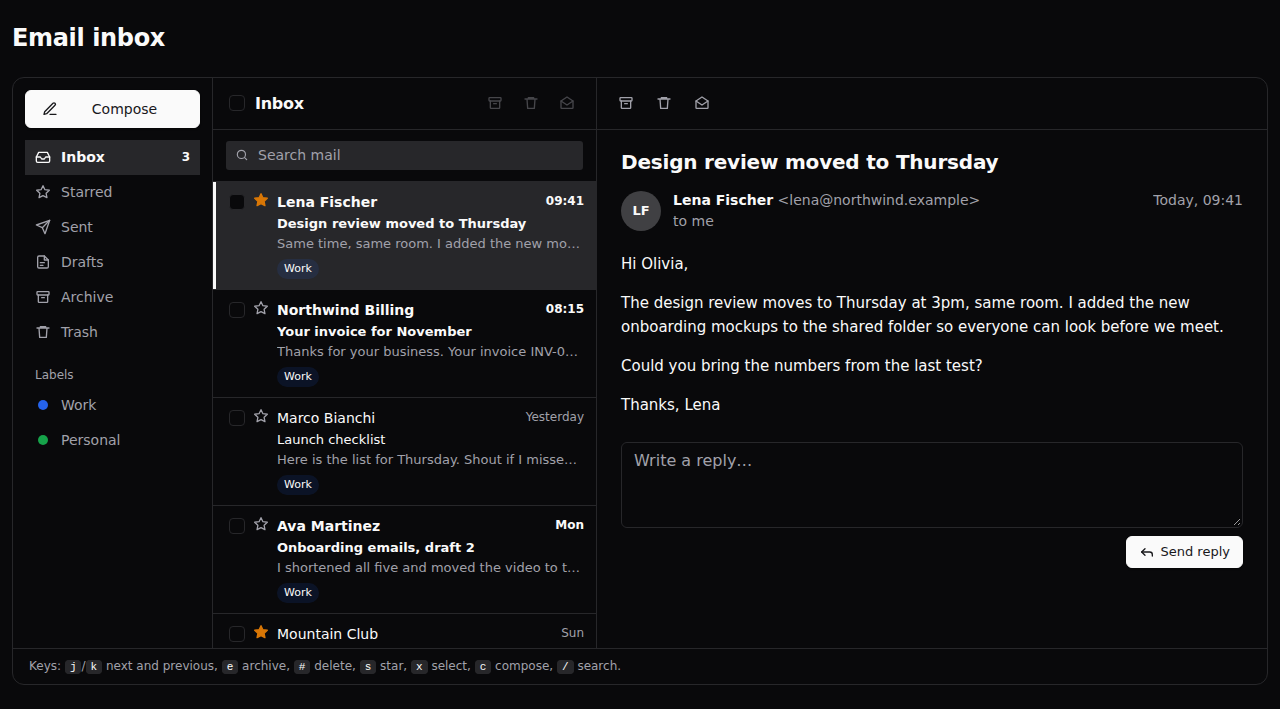 Email inbox
Compose
Inbox 3
Starred
Sent
Drafts
Archive
Trash
Labels
Work
Personal
Inbox
Search mail
Lena Fischer 09:41
Design review moved to Thursday
Same time, same room. I added the new mo…
Work
Northwind Billing 08:15
Your invoice for November
Thanks for your business. Your invoice INV-0…
Work
Marco Bianchi Yesterday
Launch checklist
Here is the list for Thursday. Shout if I misse…
Work
Ava Martinez Mon
Onboarding emails, draft 2
I shortened all five and moved the video to t…
Work
Mountain Club Sun
Design review moved to Thursday
LF
Lena Fischer <lena@northwind.example> Today, 09:41
to me
Hi Olivia,
The design review moves to Thursday at 3pm, same room. I added the new
onboarding mockups to the shared folder so everyone can look before we meet.
Could you bring the numbers from the last test?
Thanks, Lena
Write a reply…
Send reply
Keys: j/k next and previous, e archive, # delete, s star, x select, c compose, / search.